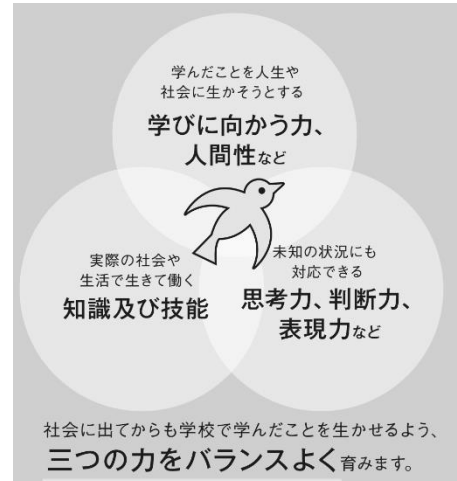 学んだことを人生や
社会に生かそうとする
学びに向かう力、
人間性など
実際の社会や
生活で生きて働く
知識及び技能
未知の状況にも
対応できる
思考力、判断力、
表現力など
社会に出てからも学校で学んだことを生かせるよう、
三つの力をバランスよく育みます。